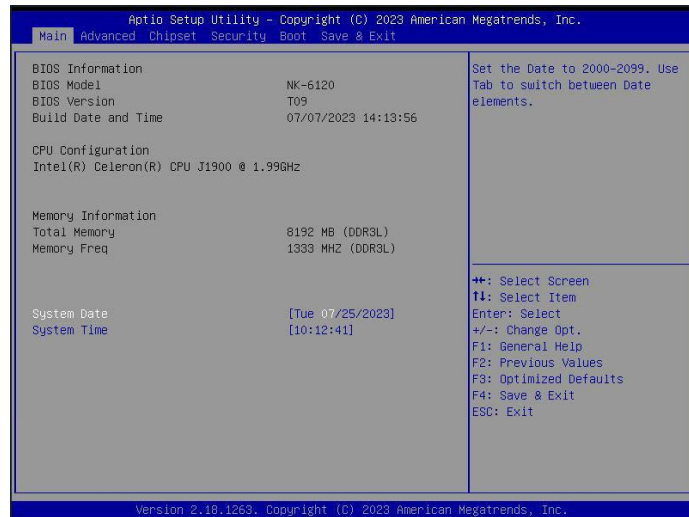 Aptio Setup Utility – Copyright (C) 2023 American Megatrends, Inc.
Main Advanced Chipset Security Boot Save & Exit
BIOS Information
BIOS Model NK-6120
BIOS Version T09
Build Date and Time 07/07/2023 14:13:56
CPU Configuration
Intel(R) Celeron(R) CPU J1900 @ 1.99GHz
Memory Information
Total Memory 8192 MB (DDR3L)
Memory Freq 1333 MHZ (DDR3L)
System Date [Tue 07/25/2023]
System Time [10:12:41]
Set the Date to 2000-2099. Use
Tab to switch between Date
elements.
→←: Select Screen
↑↓: Select Item
Enter: Select
+/-: Change Opt.
F1: General Help
F2: Previous Values
F3: Optimized Defaults
F4: Save & Exit
ESC: Exit
Version 2.18.1263. Copyright (C) 2023 American Megatrends, Inc.